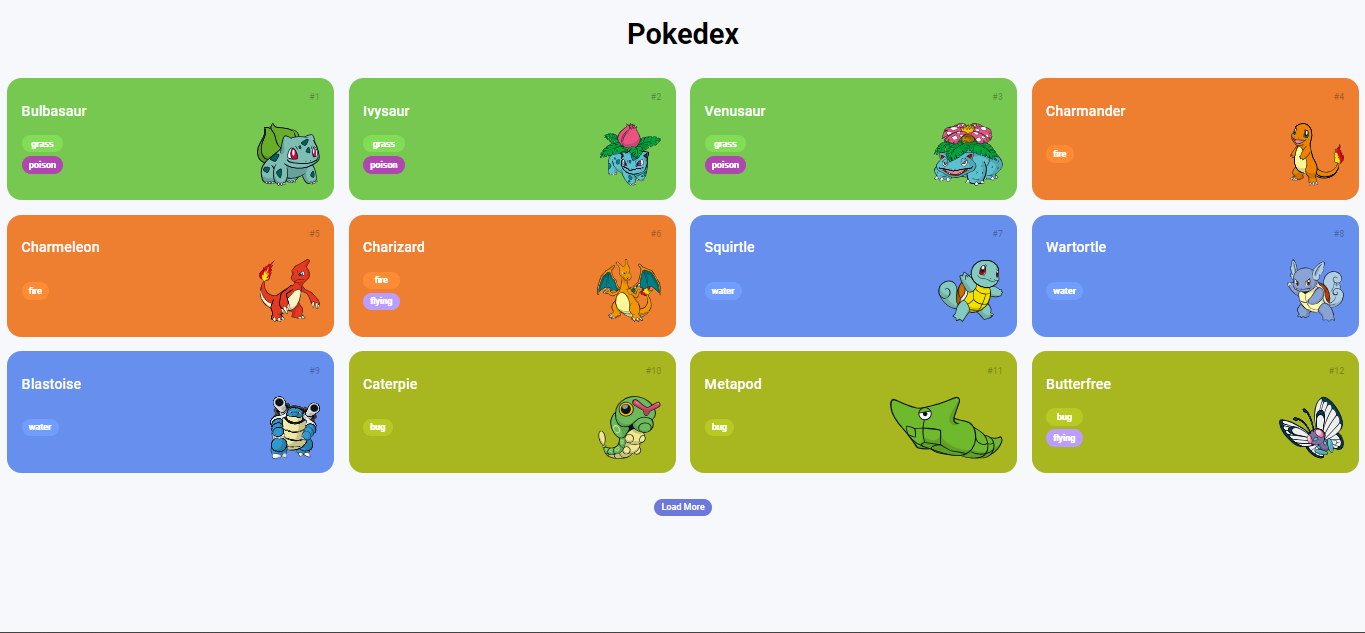 Pokedex
#1
Bulbasaur
grass
poison
#2
Ivysaur
grass
poison
#3
Venusaur
grass
poison
#4
Charmander
fire
#5
Charmeleon
fire
#6
Charizard
fire
flying
#7
Squirtle
water
#8
Wartortle
water
#9
Blastoise
water
#10
Caterpie
bug
#11
Metapod
bug
#12
Butterfree
bug
flying
Load More